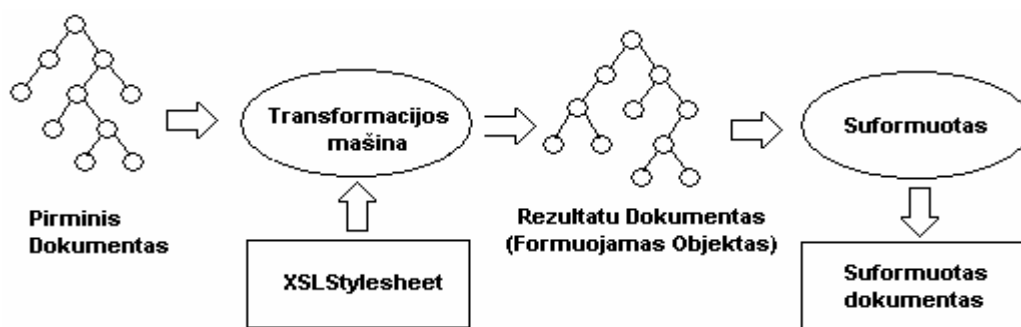 Transformacijos
mašina
Suformuotas
Pirminis
Dokumentas
Rezultatu Dokumentas
(Formuojamas Objektas)
XSLStylesheet
Suformuotas
dokumentas